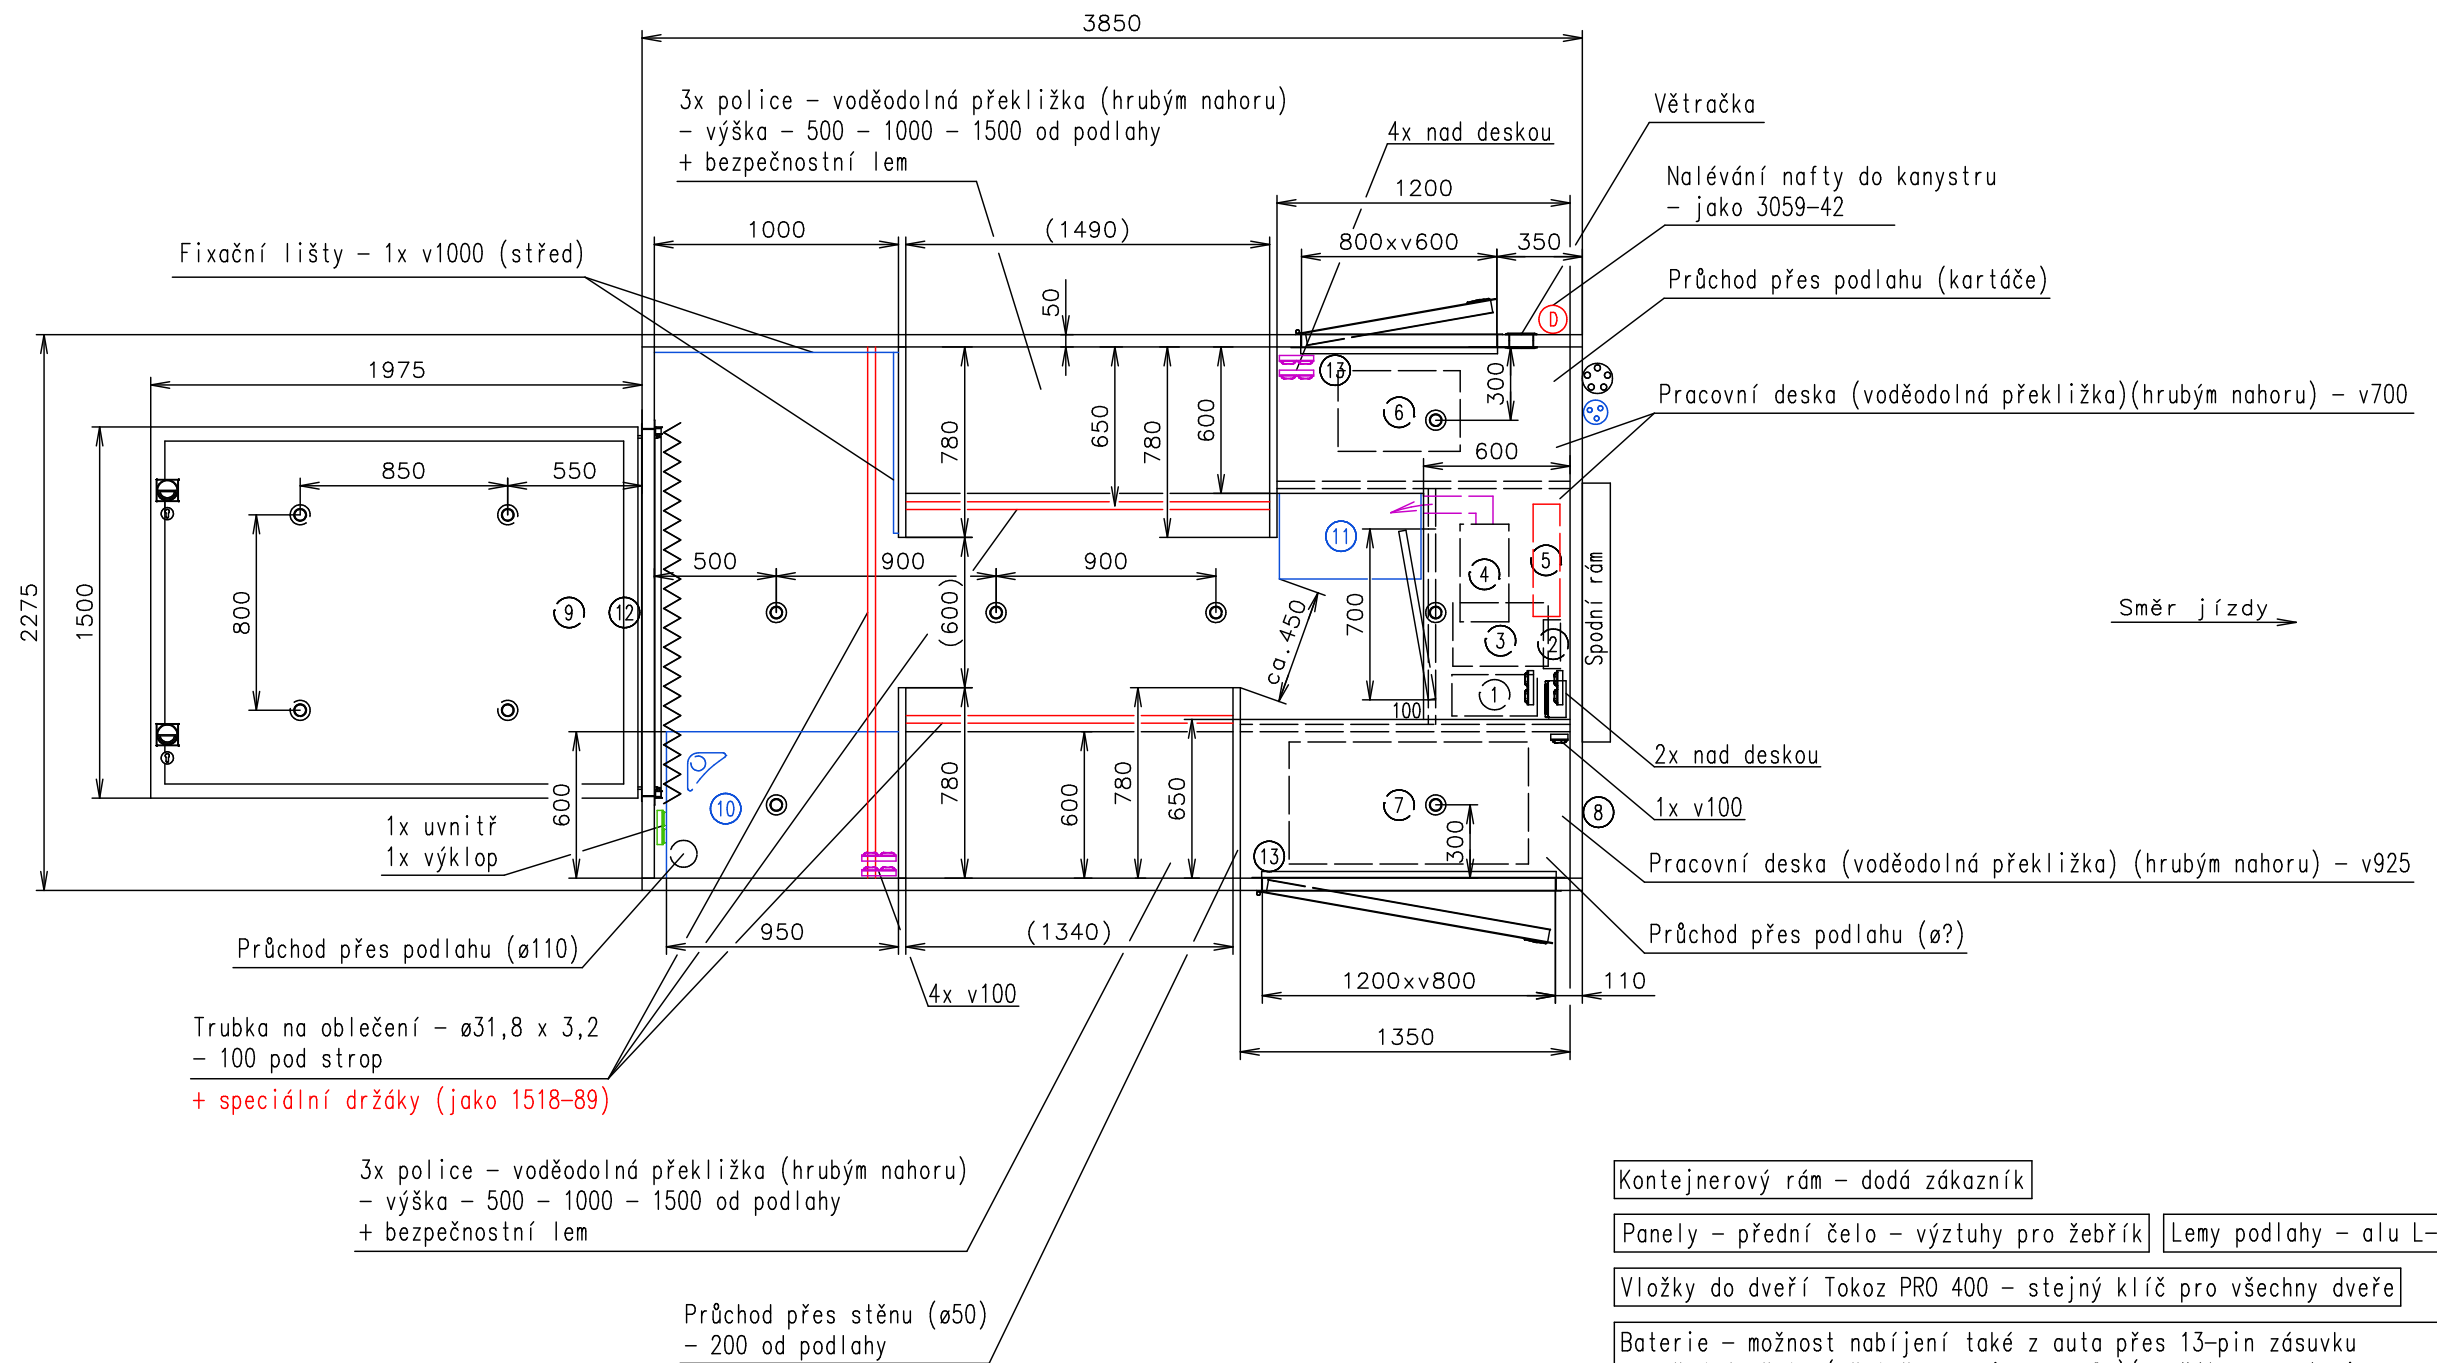 3850
3x police – voděodolná překližka (hrubým nahoru)
– výška – 500 – 1000 – 1500 od podlahy
+ bezpečnostní lem
4x nad deskou
Větračka
Nalévání nafty do kanystru
– jako 3059–42
1200
1000
(1490)
800xv600
350
Fixační lišty – 1x v1000 (střed)
Průchod přes podlahu (kartáče)
50
D
1975
13
6
300
Pracovní deska (voděodolná překližka)(hrubým nahoru) – v700
780
650
780
600
600
850
550
11
500
900
900
4
5
Spodní rám
2275
1500
800
9
12
(600)
ca.450
700
3
2
Směr jízdy
1
100
2x nad deskou
600
10
780
600
780
650
7
300
8
1x v100
1x uvnitř
1x výklop
13
Pracovní deska (voděodolná překližka) (hrubým nahoru) – v925
950
(1340)
Průchod přes podlahu (ø110)
Průchod přes podlahu (ø?)
4x v100
1200xv800
110
Trubka na oblečení – ø31,8 x 3,2
– 100 pod strop
+ speciální držáky (jako 1518–89)
1350
3x police – voděodolná překližka (hrubým nahoru)
– výška – 500 – 1000 – 1500 od podlahy
+ bezpečnostní lem
Kontejnerový rám – dodá zákazník
Panely – přední čelo – výztuhy pro žebřík
Lemy podlahy – alu L–
Vložky do dveří Tokoz PRO 400 – stejný klíč pro všechny dveře
Průchod přes stěnu (ø50)
– 200 od podlahy
Baterie – možnost nabíjení také z auta přes 13–pin zásuvku